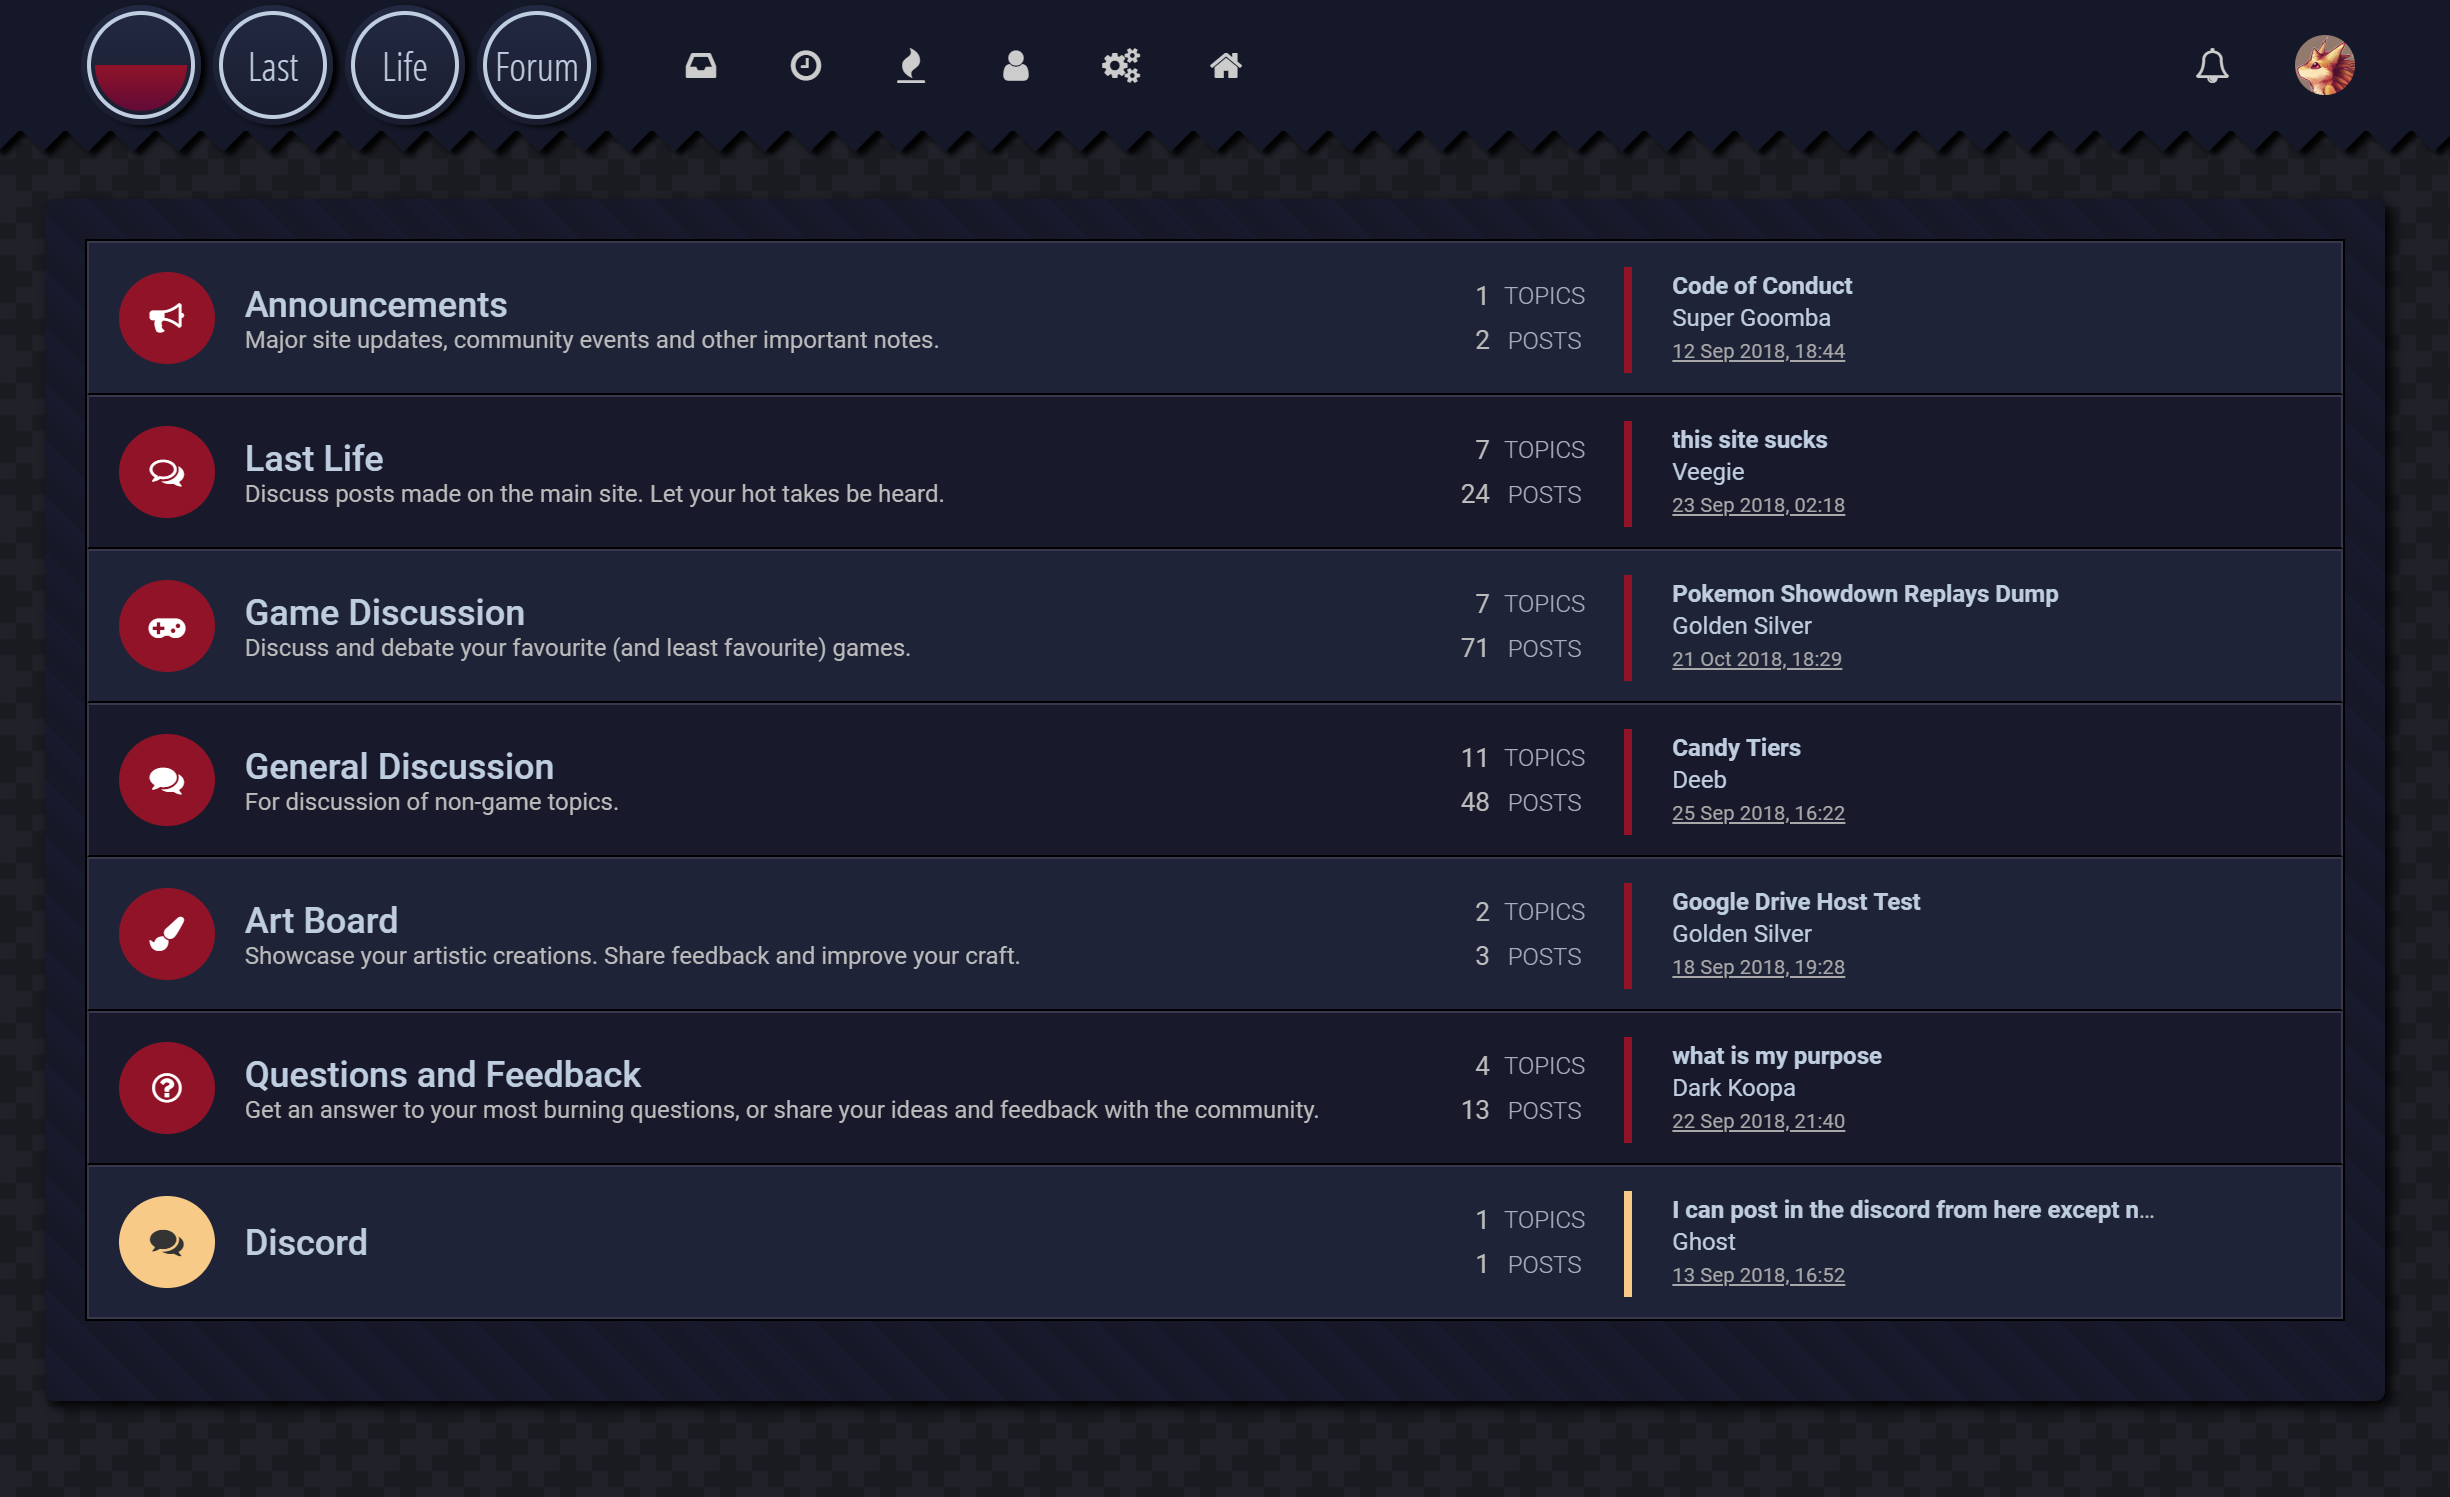 Last Life Forum
Announcements
Major site updates, community events and other important notes.
1 TOPICS
2 POSTS
Code of Conduct
Super Goomba
12 Sep 2018, 18:44
Last Life
Discuss posts made on the main site. Let your hot takes be heard.
7 TOPICS
24 POSTS
this site sucks
Veegie
23 Sep 2018, 02:18
Game Discussion
Discuss and debate your favourite (and least favourite) games.
7 TOPICS
71 POSTS
Pokemon Showdown Replays Dump
Golden Silver
21 Oct 2018, 18:29
General Discussion
For discussion of non-game topics.
11 TOPICS
48 POSTS
Candy Tiers
Deeb
25 Sep 2018, 16:22
Art Board
Showcase your artistic creations. Share feedback and improve your craft.
2 TOPICS
3 POSTS
Google Drive Host Test
Golden Silver
18 Sep 2018, 19:28
Questions and Feedback
Get an answer to your most burning questions, or share your ideas and feedback with the community.
4 TOPICS
13 POSTS
what is my purpose
Dark Koopa
22 Sep 2018, 21:40
Discord
1 TOPICS
1 POSTS
I can post in the discord from here except n...
Ghost
13 Sep 2018, 16:52